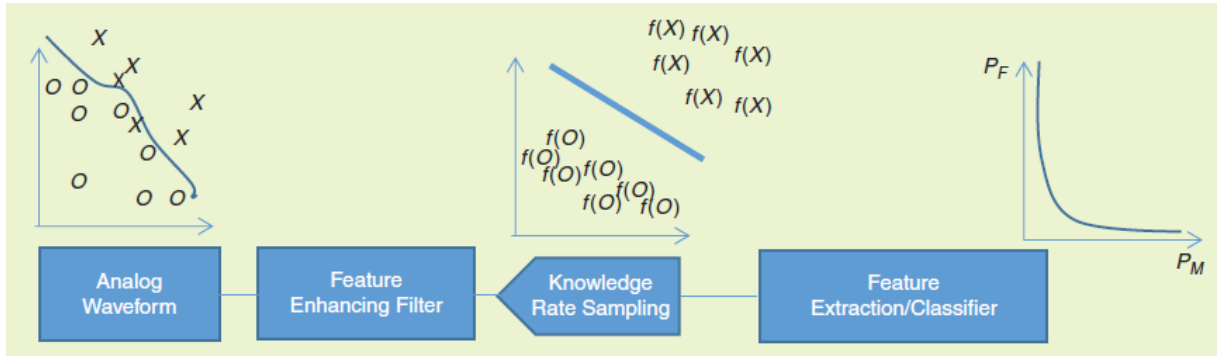 X
X
X
X
X
X
O O
O
O
O
O
O O
f(X) f(X)
f(X)
f(X)
f(X) f(X)
f(O)
f(O)
f(O) f(O)
f(O)
f(O) f(O)
P_F
P_M
Analog
Waveform
Feature
Enhancing Filter
Knowledge
Rate Sampling
Feature
Extraction/Classifier